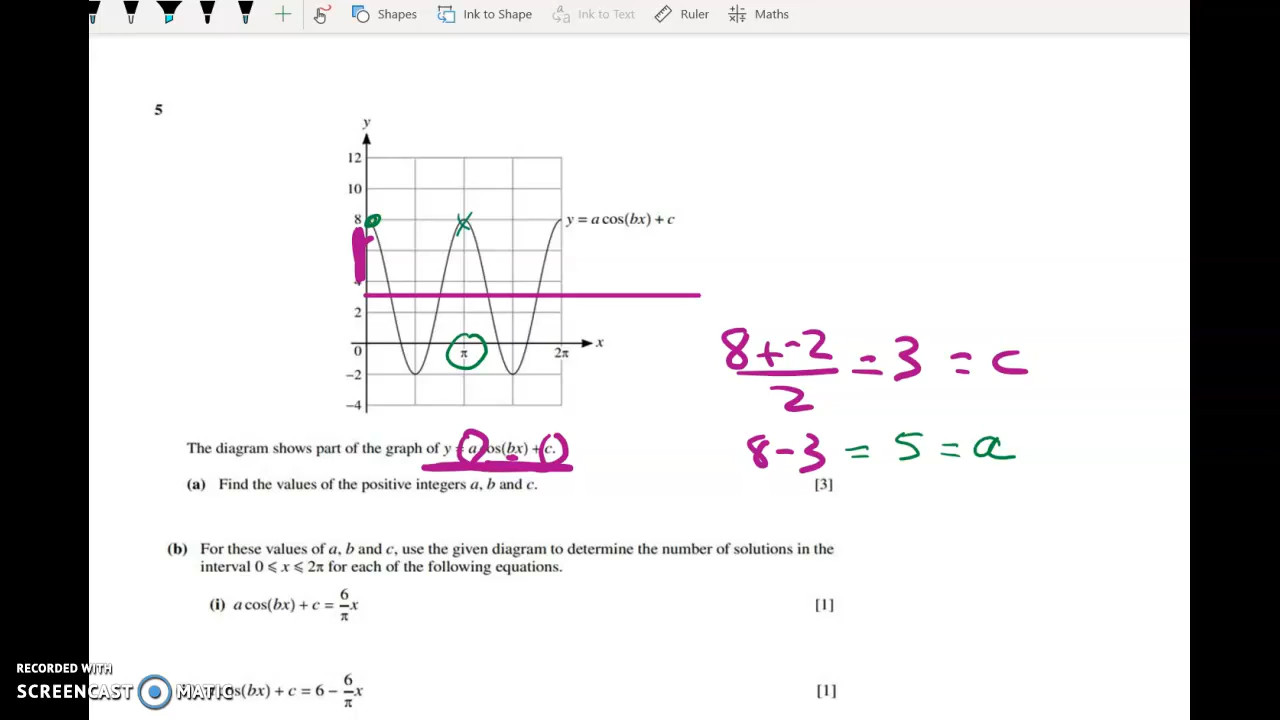 Shapes Ink to Shape Ink to Text Ruler Maths
5
y
12
10
8
y = a cos(bx) + c
2
0
π
2π
x
−2
−4
8 + -2 / 2 = 3 = c
8 - 3 = 5 = a
The diagram shows part of the graph of y = a cos(bx) + c.
(a) Find the values of the positive integers a, b and c. [3]
(b) For these values of a, b and c, use the given diagram to determine the number of solutions in the
interval 0 ⩽ x ⩽ 2π for each of the following equations.
(i) a cos(bx) + c = 6/π x [1]
cos(bx) + c = 6 − 6/π x [1]
RECORDED WITH
SCREENCAST MATIC